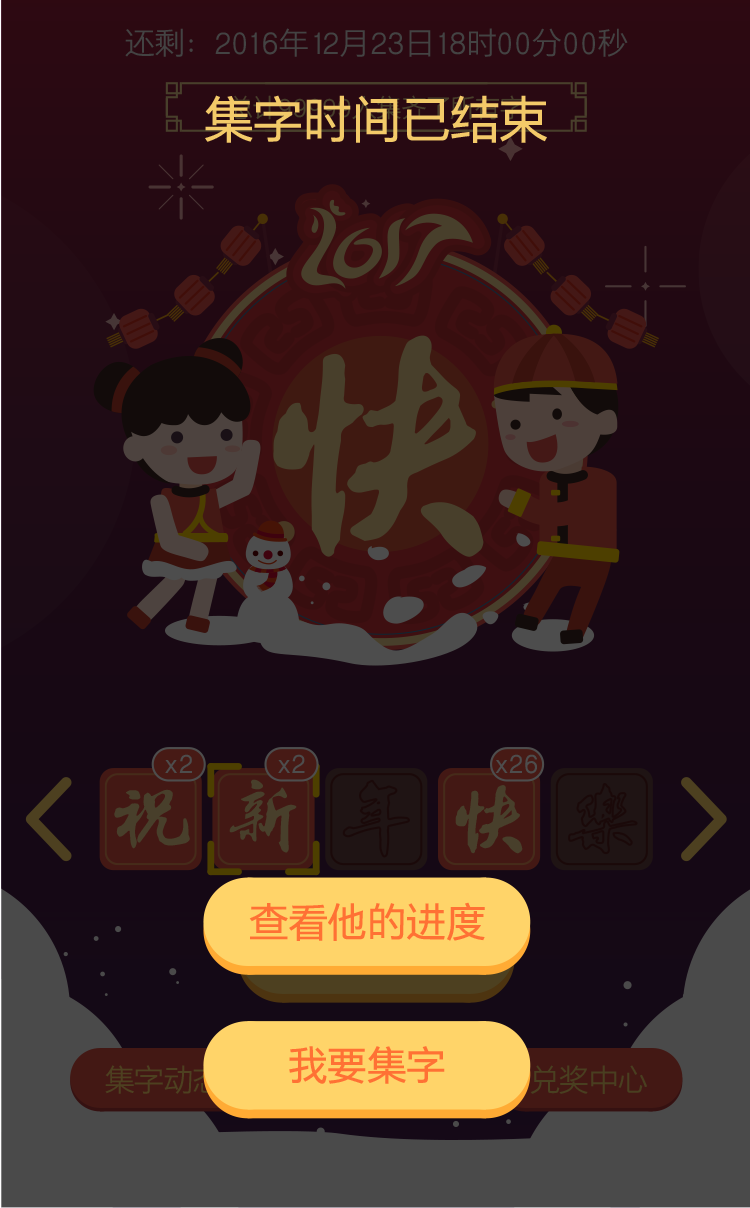 还剩：2016年12月23日18时00分00秒
集字时间已结束
2017
快
x2 x2 x26
祝 新 年 快 樂
查看他的进度
我要集字
集字动态 兑奖中心